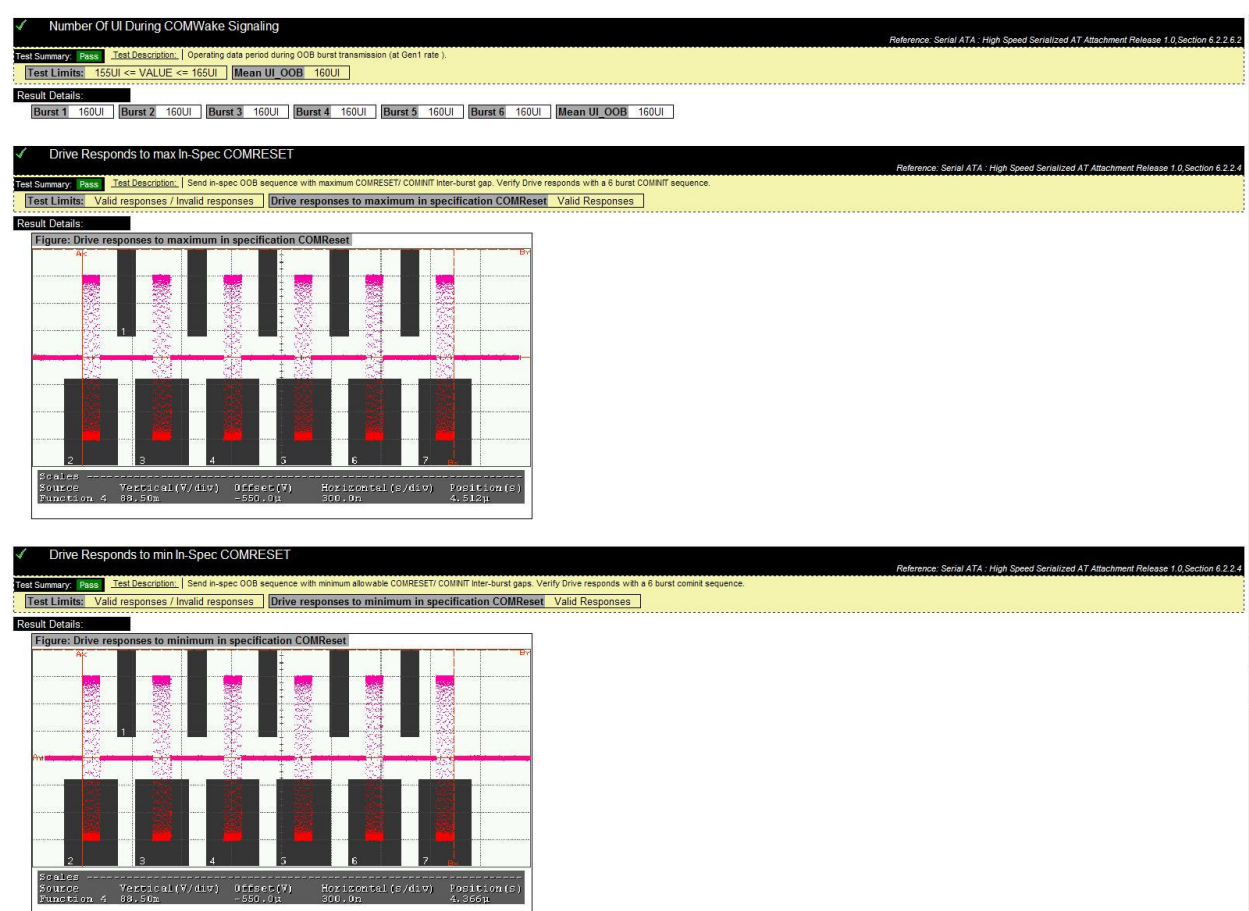 ✓ Number Of UI During COMWake Signaling
Reference: Serial ATA : High Speed Serialized AT Attachment Release 1.0,Section 6.2.2.6.2
Test Summary: Pass Test Description: Operating data period during OOB burst transmission (at Gen1 rate ).
Test Limits: 155UI <= VALUE <= 165UI Mean UI_OOB 160UI
Result Details:
Burst 1 160UI Burst 2 160UI Burst 3 160UI Burst 4 160UI Burst 5 160UI Burst 6 160UI Mean UI_OOB 160UI
✓ Drive Responds to max In-Spec COMRESET
Reference: Serial ATA : High Speed Serialized AT Attachment Release 1.0,Section 6.2.2.4
Test Summary: Pass Test Description: Send in-spec OOB sequence with maximum COMRESET/ COMINIT Inter-burst gap. Verify Drive responds with a 6 burst COMINIT sequence.
Test Limits: Valid responses / Invalid responses Drive responses to maximum in specification COMReset Valid Responses
Result Details:
Figure: Drive responses to maximum in specification COMReset
Ax By
1
2 3 4 5 6 7 Bx
Scales
Source Vertical(V/div) Offset(V) Horizontal(s/div) Position(s)
Function 4 88.50m -550.0µ 300.0n 4.512µ
✓ Drive Responds to min In-Spec COMRESET
Reference: Serial ATA : High Speed Serialized AT Attachment Release 1.0,Section 6.2.2.4
Test Summary: Pass Test Description: Send in-spec OOB sequence with minimum allowable COMRESET/ COMINIT Inter-burst gaps. Verify Drive responds with a 6 burst cominit sequence.
Test Limits: Valid responses / Invalid responses Drive responses to minimum in specification COMReset Valid Responses
Result Details:
Figure: Drive responses to minimum in specification COMReset
Ax By
1
Ay
2 3 4 5 6 7 Bx
Scales
Source Vertical(V/div) Offset(V) Horizontal(s/div) Position(s)
Function 4 88.50m -550.0µ 300.0n 4.366µ